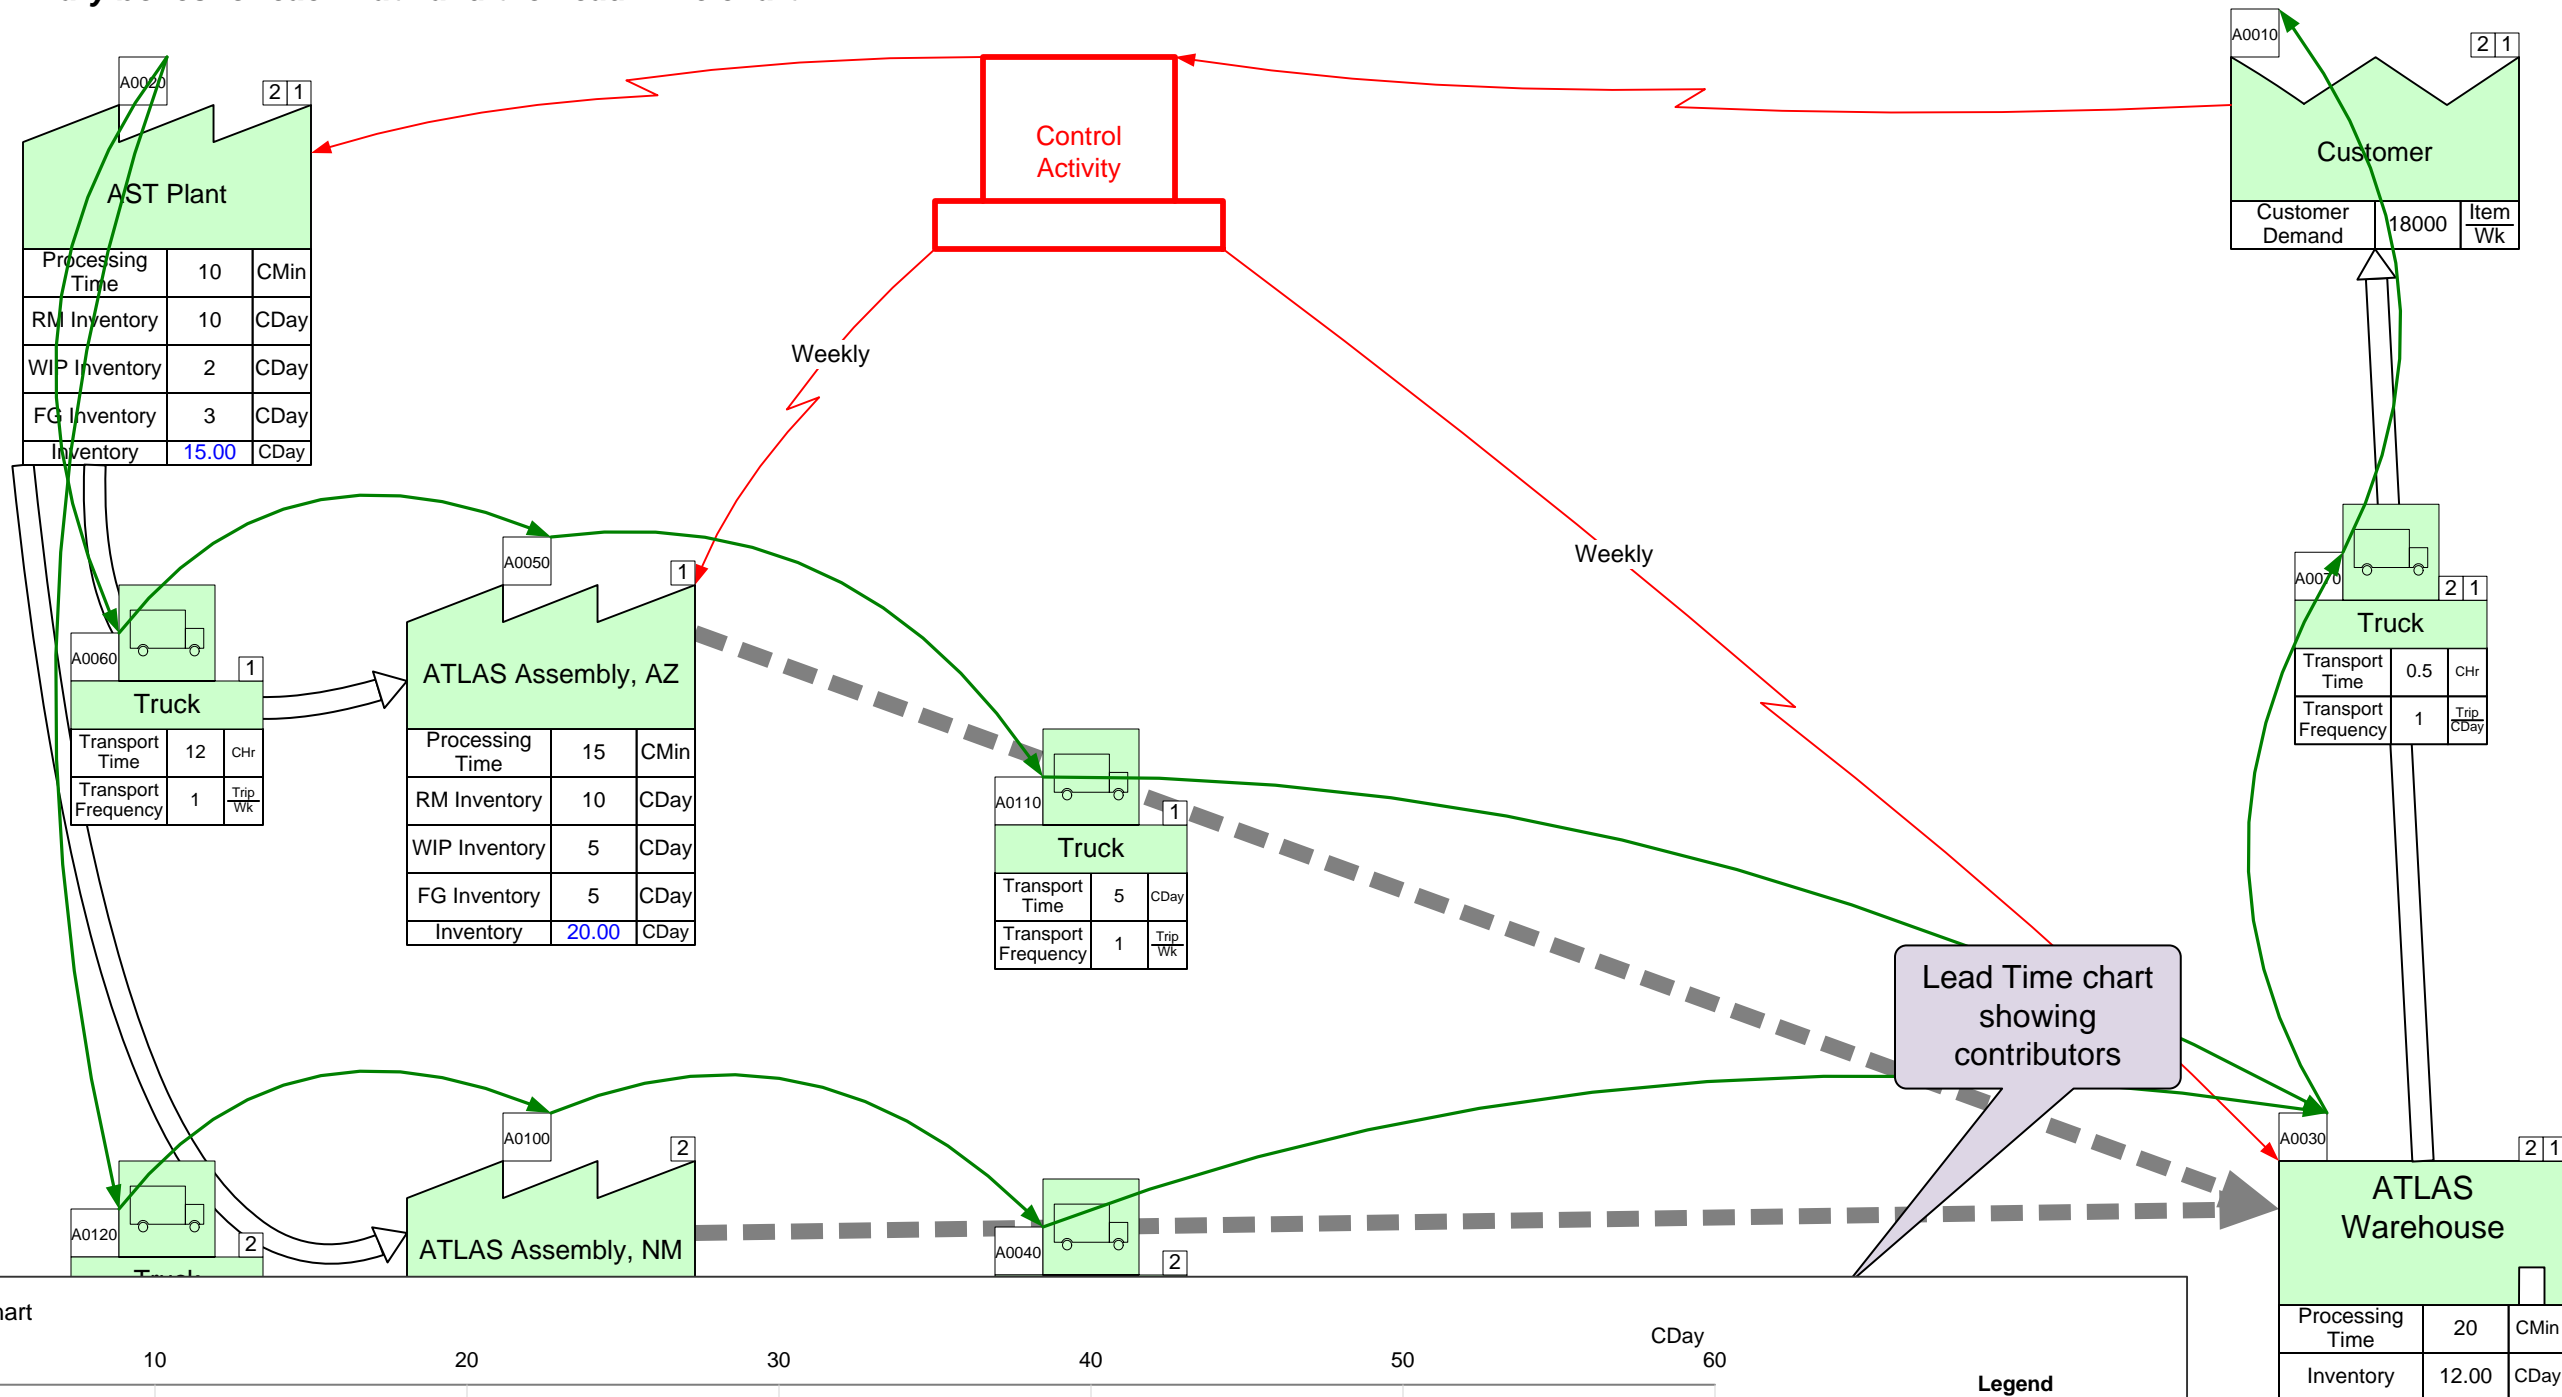 A0020
2 1
AST Plant
Processing Time 10 CMin
RM Inventory 10 CDay
WIP Inventory 2 CDay
FG Inventory 3 CDay
Inventory 15.00 CDay
Control
Activity
A0010
2 1
Customer
Customer Demand 18000 Item Wk
Weekly
Weekly
A0060
1
Truck
Transport Time 12 CHr
Transport Frequency 1 Trip Wk
A0050
1
ATLAS Assembly, AZ
Processing Time 15 CMin
RM Inventory 10 CDay
WIP Inventory 5 CDay
FG Inventory 5 CDay
Inventory 20.00 CDay
A0110
1
Truck
Transport Time 5 CDay
Transport Frequency 1 Trip Wk
A0070
2 1
Truck
Transport Time 0.5 CHr
Transport Frequency 1 Trip CDay
Lead Time chart
showing
contributors
A0120
2
A0100
2
ATLAS Assembly, NM
A0040
2
A0030
2 1
ATLAS
Warehouse
Processing Time 20 CMin
Inventory 12.00 CDay
CDay
10 20 30 40 50 60
Legend